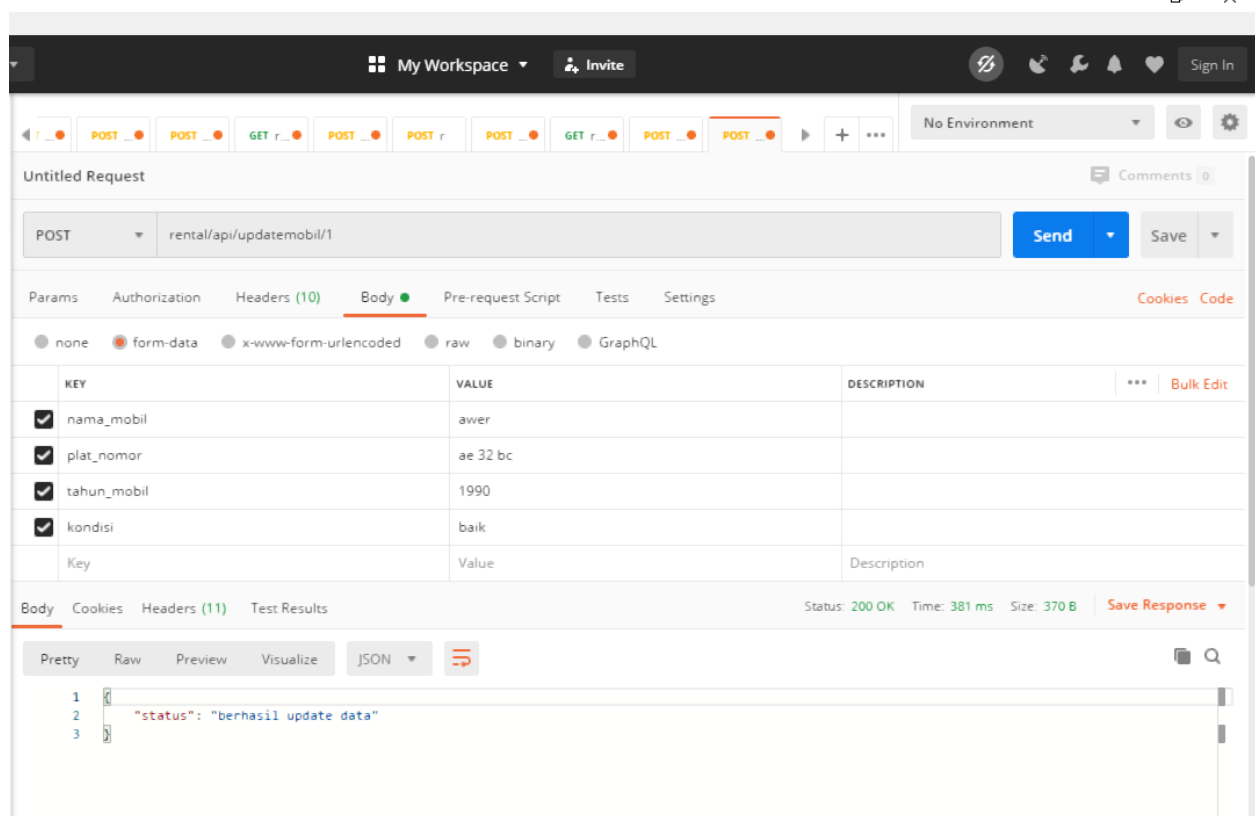 My Workspace Invite Sign In
POST ... POST ... GET r... POST ... POST r POST ... GET r... POST ... POST ... + ••• No Environment
Untitled Request Comments 0
POST rental/api/updatemobil/1 Send Save
Params Authorization Headers (10) Body Pre-request Script Tests Settings Cookies Code
none form-data x-www-form-urlencoded raw binary GraphQL
KEY VALUE DESCRIPTION ••• Bulk Edit
nama_mobil awer
plat_nomor ae 32 bc
tahun_mobil 1990
kondisi baik
Key Value Description
Body Cookies Headers (11) Test Results Status: 200 OK Time: 381 ms Size: 370 B Save Response
Pretty Raw Preview Visualize JSON
1 {
2 "status": "berhasil update data"
3 }